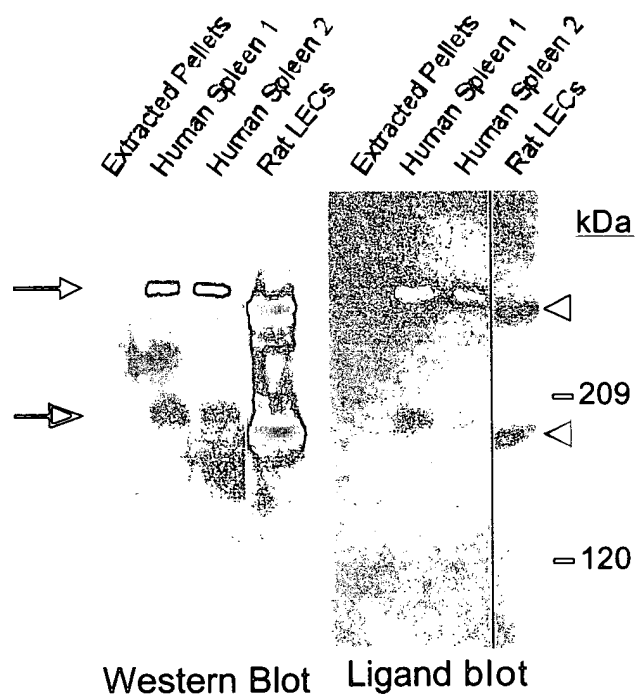 Extracted Pellets
Human Spleen 1
Human Spleen 2
Rat LECs
Extracted Pellets
Human Spleen 1
Human Spleen 2
Rat LECs
kDa
209
120
Western Blot
Ligand blot